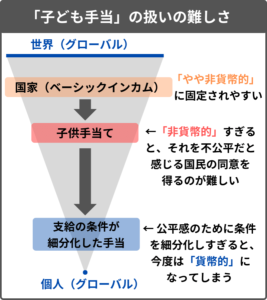 「子ども手当」の扱いの難しさ
世界（グローバル）
国家（ベーシックインカム）
「やや非貨幣的」
に固定されやすい
子供手当て
←「非貨幣的」すぎる
と、それを不公平だと
感じる国民の同意を
得るのが難しい
支給の条件が
細分化した手当
← 公平感のために条件
を細分化しすぎると、
今度は「貨幣的」に
なってしまう
個人（グローバル）